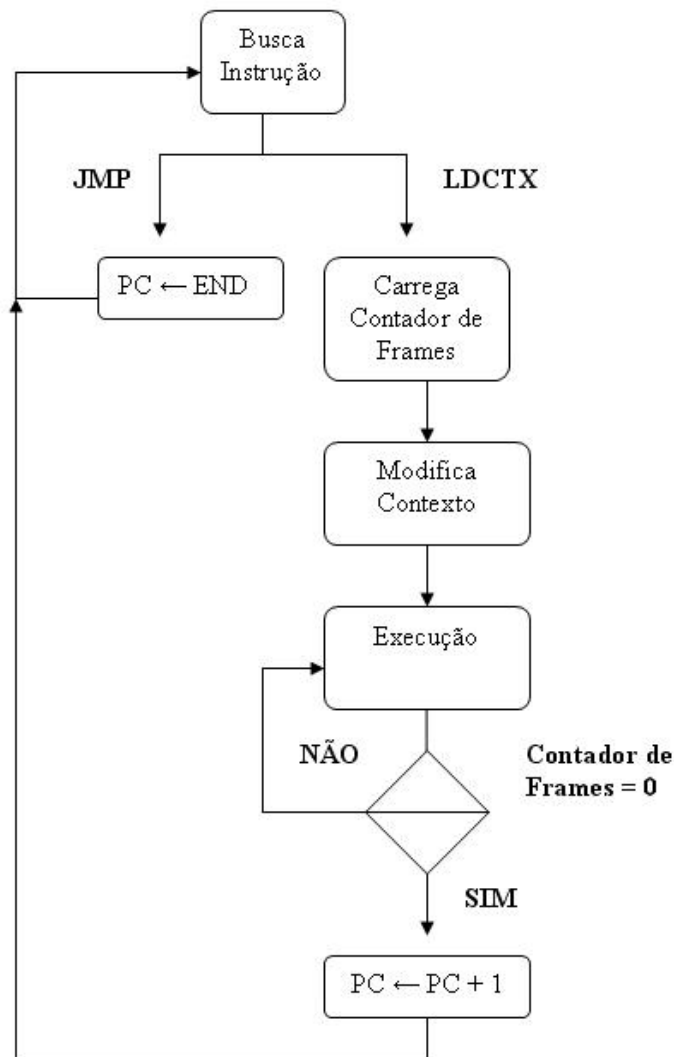 Busca
Instrução
JMP
LDCTX
PC ← END
Carrega
Contador de
Frames
Modifica
Contexto
Execução
NÃO
Contador de
Frames = 0
SIM
PC ← PC + 1